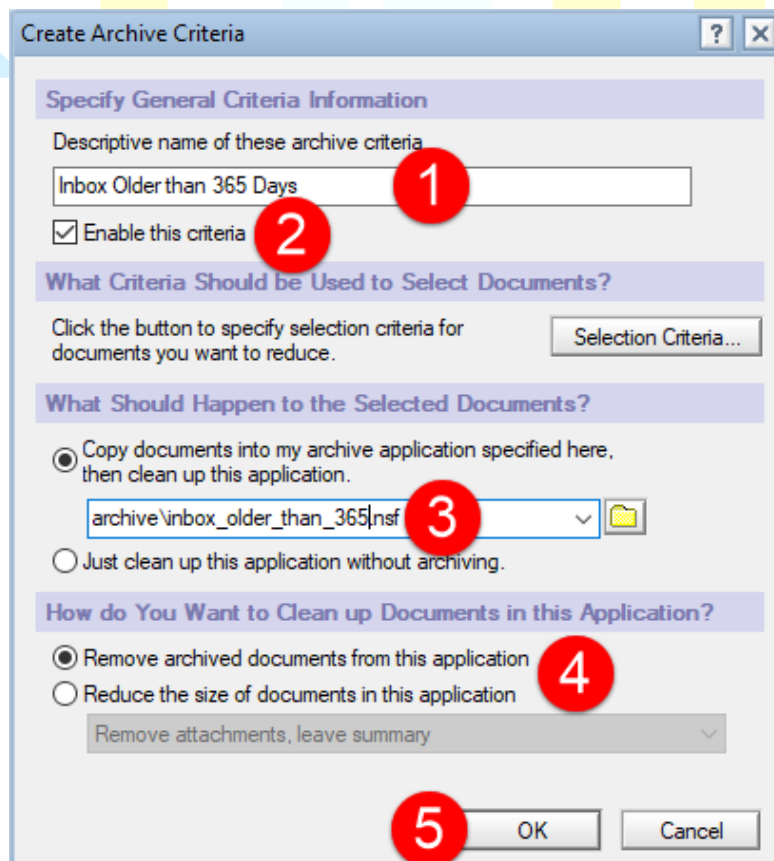 Create Archive Criteria
?
Specify General Criteria Information
Descriptive name of these archive criteria
Inbox Older than 365 Days
1
Enable this criteria
2
What Criteria Should be Used to Select Documents?
Click the button to specify selection criteria for
documents you want to reduce.
Selection Criteria...
What Should Happen to the Selected Documents?
Copy documents into my archive application specified here,
then clean up this application.
archive\inbox_older_than_365.nsf
3
Just clean up this application without archiving.
How do You Want to Clean up Documents in this Application?
Remove archived documents from this application
4
Reduce the size of documents in this application
Remove attachments, leave summary
5
OK
Cancel